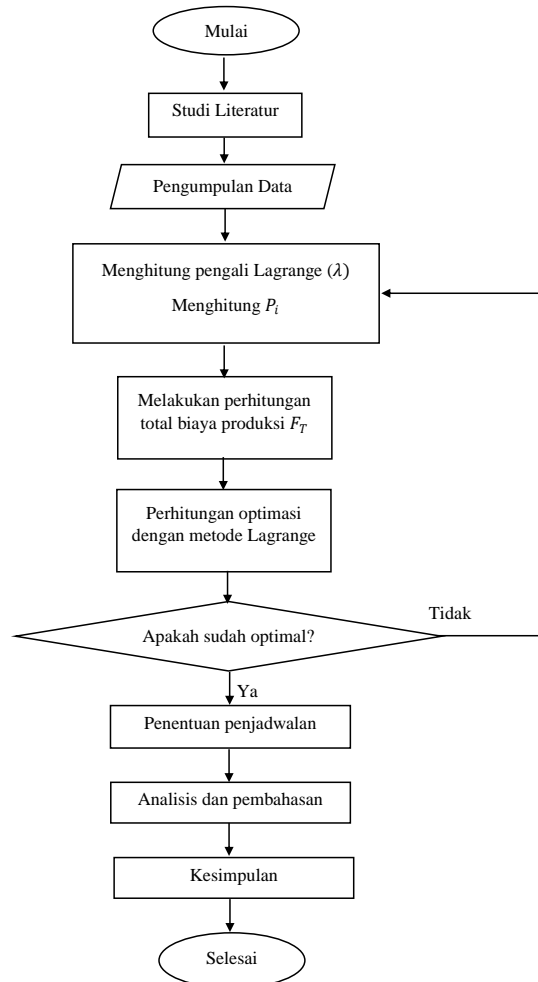 Mulai
Studi Literatur
Pengumpulan Data
Menghitung pengali Lagrange (λ)
Menghitung P_i
Melakukan perhitungan
total biaya produksi F_T
Perhitungan optimasi
dengan metode Lagrange
Tidak
Apakah sudah optimal?
Ya
Penentuan penjadwalan
Analisis dan pembahasan
Kesimpulan
Selesai